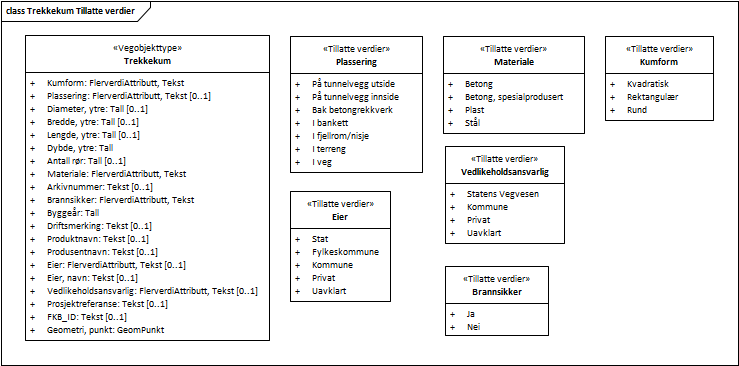 class Trekkekum Tillatte verdier
«Vegobjekttype»
Trekkekum
+ Kumform: FlerverdiAttributt, Tekst
+ Plassering: FlerverdiAttributt, Tekst [0..1]
+ Diameter, ytre: Tall [0..1]
+ Bredde, ytre: Tall [0..1]
+ Lengde, ytre: Tall [0..1]
+ Dybde, ytre: Tall
+ Antall rør: Tall [0..1]
+ Materiale: FlerverdiAttributt, Tekst
+ Arkivnummer: Tekst [0..1]
+ Brannsikker: FlerverdiAttributt, Tekst
+ Byggeår: Tall
+ Driftsmerking: Tekst [0..1]
+ Produktnavn: Tekst [0..1]
+ Produsentnavn: Tekst [0..1]
+ Eier: FlerverdiAttributt, Tekst [0..1]
+ Eier, navn: Tekst [0..1]
+ Vedlikeholdsansvarlig: FlerverdiAttributt, Tekst [0..1]
+ Prosjektreferanse: Tekst [0..1]
+ FKB_ID: Tekst [0..1]
+ Geometri, punkt: GeomPunkt
«Tillatte verdier»
Plassering
+ På tunnelvegg utside
+ På tunnelvegg innside
+ Bak betongrekkverk
+ I bankett
+ I fjellrom/nisje
+ I terreng
+ I veg
«Tillatte verdier»
Eier
+ Stat
+ Fylkeskommune
+ Kommune
+ Privat
+ Uavklart
«Tillatte verdier»
Materiale
+ Betong
+ Betong, spesialprodusert
+ Plast
+ Stål
«Tillatte verdier»
Vedlikeholdsansvarlig
+ Statens Vegvesen
+ Kommune
+ Privat
+ Uavklart
«Tillatte verdier»
Brannsikker
+ Ja
+ Nei
«Tillatte verdier»
Kumform
+ Kvadratisk
+ Rektangulær
+ Rund